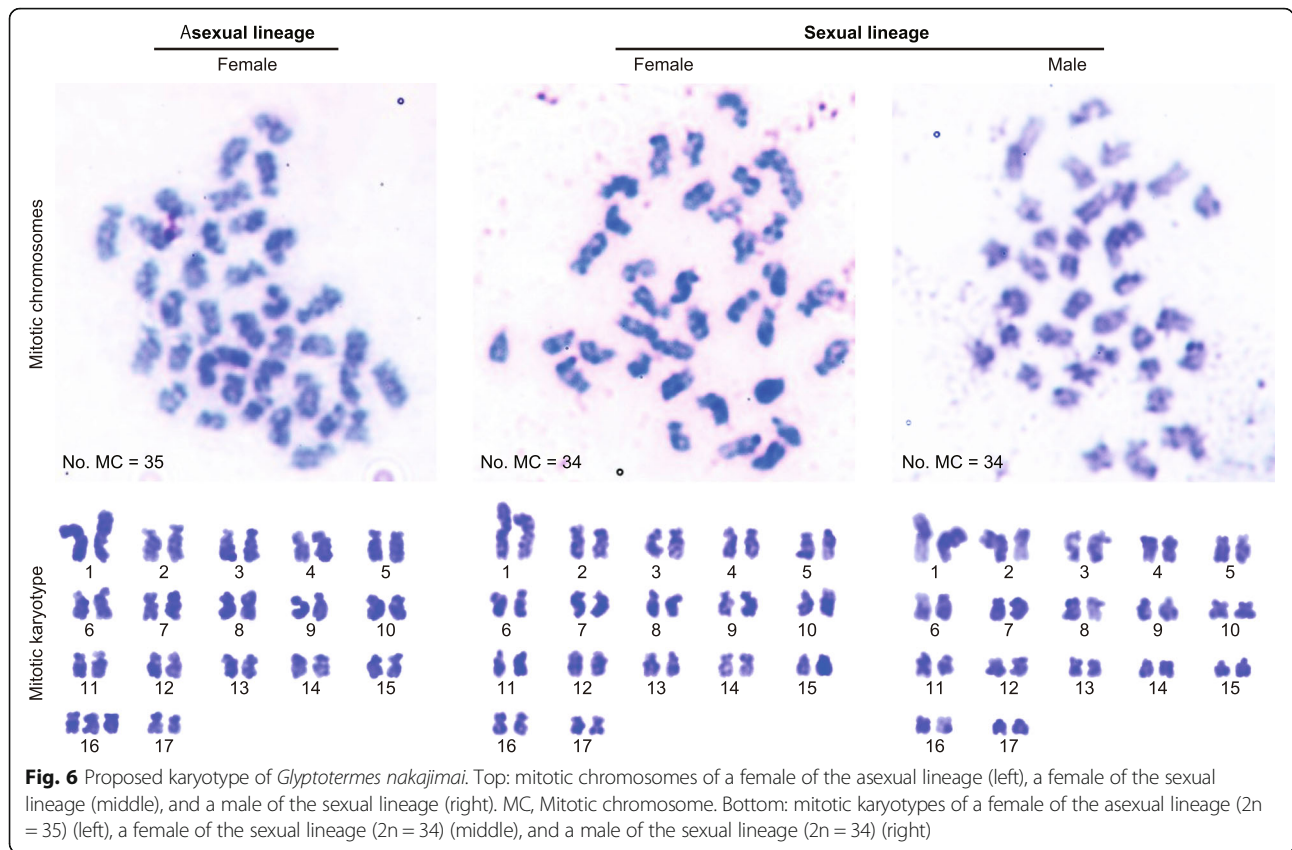 Asexual lineage
Sexual lineage
Female
Female
Male
Mitotic chromosomes
No. MC = 35
No. MC = 34
No. MC = 34
Mitotic karyotype
1 2 3 4 5
1 2 3 4 5
1 2 3 4 5
6 7 8 9 10
6 7 8 9 10
6 7 8 9 10
11 12 13 14 15
11 12 13 14 15
11 12 13 14 15
16 17
16 17
16 17
Fig. 6 Proposed karyotype of Glyptotermes nakajimai. Top: mitotic chromosomes of a female of the asexual lineage (left), a female of the sexual
lineage (middle), and a male of the sexual lineage (right). MC, Mitotic chromosome. Bottom: mitotic karyotypes of a female of the asexual lineage (2n
= 35) (left), a female of the sexual lineage (2n = 34) (middle), and a male of the sexual lineage (2n = 34) (right)